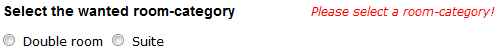 Select the wanted room-category Please select a room-category!
Double room Suite